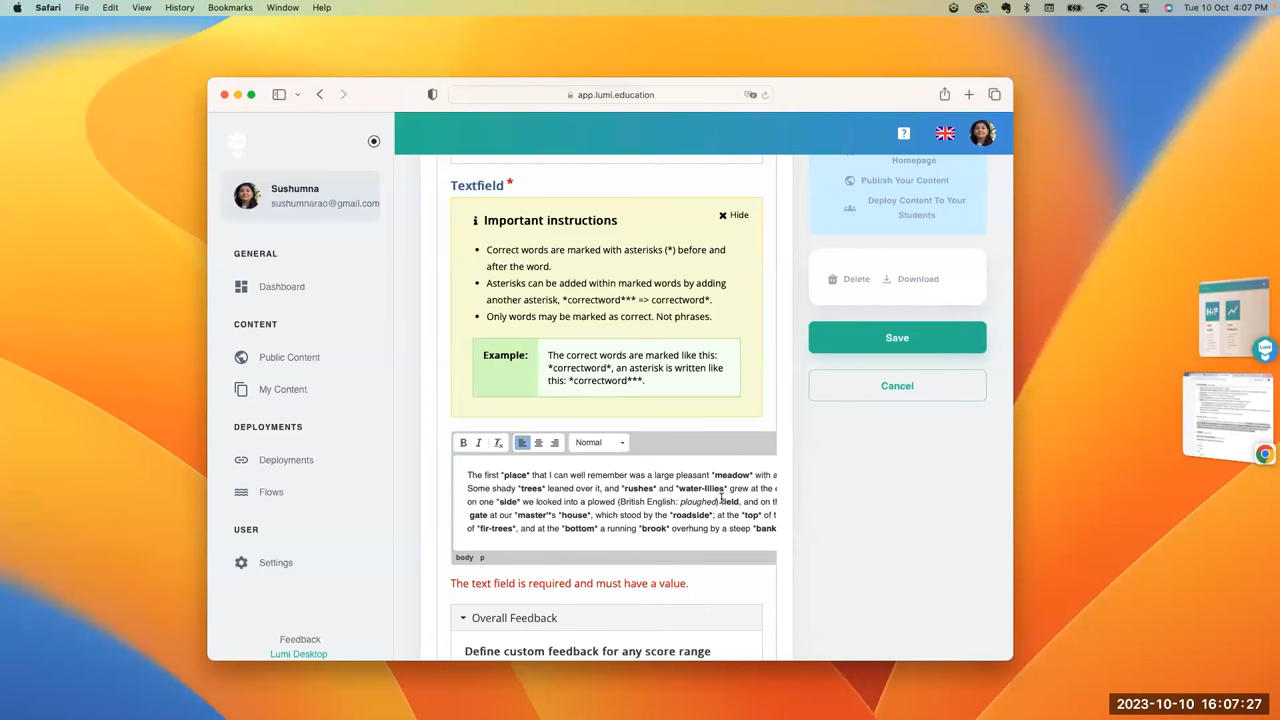 Safari File Edit View History Bookmarks Window Help
Tue 10 Oct 4:07 PM
app.lumi.education
Sushumna
sushumnarao@gmail.com
GENERAL
Dashboard
CONTENT
Public Content
My Content
DEPLOYMENTS
Deployments
Flows
USER
Settings
Feedback
Lumi Desktop
Textfield *
Important instructions
Hide
Correct words are marked with asterisks (*) before and
after the word.
Asterisks can be added within marked words by adding
another asterisk, *correctword*** => correctword*.
Only words may be marked as correct. Not phrases.
Example:
The correct words are marked like this:
*correctword*, an asterisk is written like
this: *correctword***.
B I Normal
The first *place* that I can well remember was a large pleasant *meadow* with a
Some shady *trees* leaned over it, and *rushes* and *water-lilies* grew at the
on one *side* we looked into a plowed (British English: ploughed) field, and on th
gate at our *master'*s *house*, which stood by the *roadside*; at the *top* of t
of *fir-trees*, and at the *bottom* a running *brook* overhung by a steep *bank
body p
The text field is required and must have a value.
Overall Feedback
Define custom feedback for any score range
Homepage
Publish Your Content
Deploy Content To Your
Students
Delete Download
Save
Cancel
2023-10-10 16:07:27